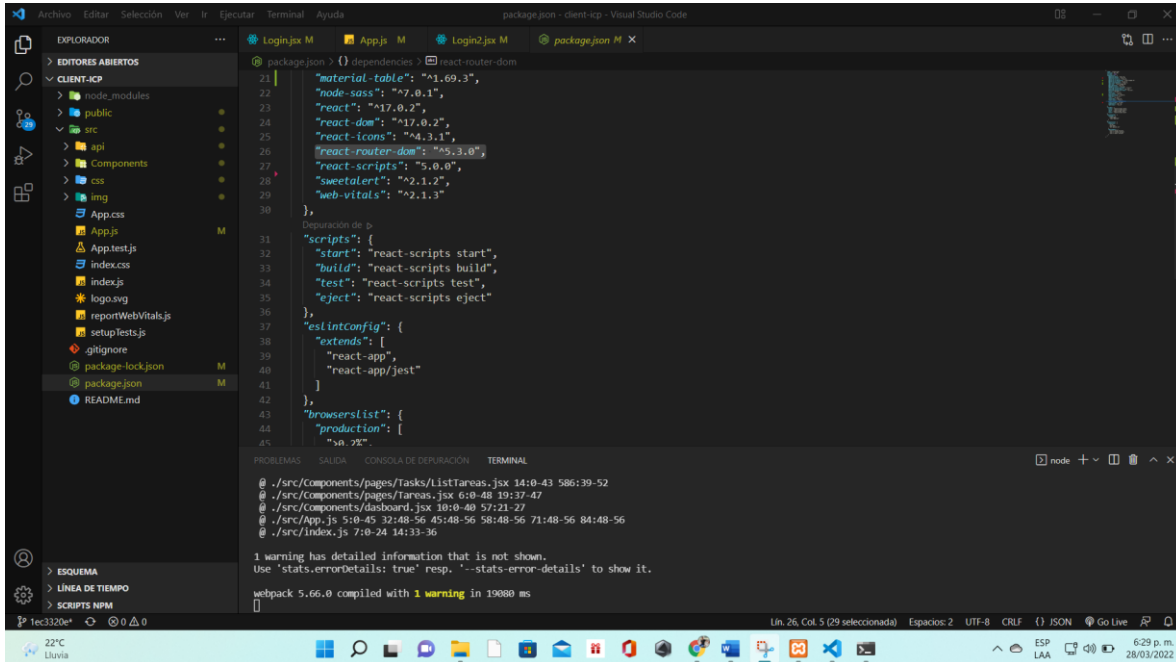 Archivo Editar Selección Ver Ir Ejecutar Terminal Ayuda package.json - client-icp - Visual Studio Code
EXPLORADOR
EDITORES ABIERTOS
CLIENT-ICP
node_modules
public
src
api
Components
css
img
App.css
App.js M
App.test.js
index.css
index.js
logo.svg
reportWebVitals.js
setupTests.js
.gitignore
package-lock.json M
package.json M
README.md
ESQUEMA
LÍNEA DE TIEMPO
SCRIPTS NPM
29
Login.jsx M App.js M Login2.jsx M package.json M
package.json > {} dependencies > react-router-dom
21 "material-table": "^1.69.3",
22 "node-sass": "^7.0.1",
23 "react": "^17.0.2",
24 "react-dom": "^17.0.2",
25 "react-icons": "^4.3.1",
26 "react-router-dom": "^5.3.0",
27 "react-scripts": "5.0.0",
28 "sweetalert": "^2.1.2",
29 "web-vitals": "^2.1.3"
30 },
Depuración de
31 "scripts": {
32 "start": "react-scripts start",
33 "build": "react-scripts build",
34 "test": "react-scripts test",
35 "eject": "react-scripts eject"
36 },
37 "eslintConfig": {
38 "extends": [
39 "react-app",
40 "react-app/jest"
41 ]
42 },
43 "browserslist": {
44 "production": [
45 ">0.2%",
PROBLEMAS SALIDA CONSOLA DE DEPURACIÓN TERMINAL node
@ ./src/Components/pages/Tasks/ListTareas.jsx 14:0-43 586:39-52
@ ./src/Components/pages/Tareas.jsx 6:0-48 19:37-47
@ ./src/Components/dasboard.jsx 10:0-40 57:21-27
@ ./src/App.js 5:0-45 32:48-56 45:48-56 58:48-56 71:48-56 84:48-56
@ ./src/index.js 7:0-24 14:33-36
1 warning has detailed information that is not shown.
Use 'stats.errorDetails: true' resp. '--stats-error-details' to show it.
webpack 5.66.0 compiled with 1 warning in 19080 ms
1ec3320e* 0 0 Lín. 26, Col. 5 (29 seleccionada) Espacios: 2 UTF-8 CRLF {} JSON Go Live
22°C
Lluvia
ESP
LAA
6:29 p. m.
28/03/2022